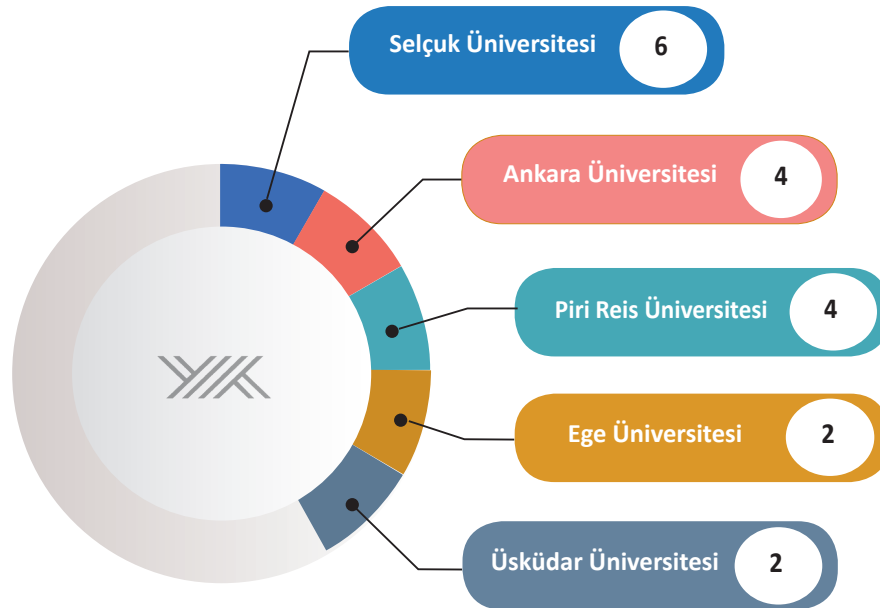 Selçuk Üniversitesi 6
Ankara Üniversitesi 4
Piri Reis Üniversitesi 4
Ege Üniversitesi 2
Üsküdar Üniversitesi 2